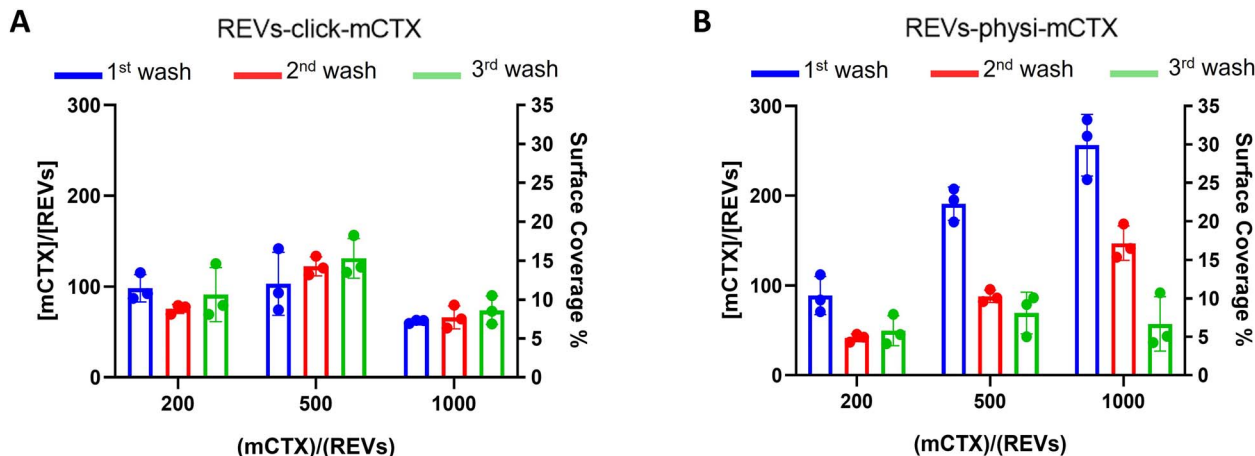 A
REVs-click-mCTX
1st wash 2nd wash 3rd wash
[mCTX]/[REVs]
300
200
100
0
35
30
25
20
15
10
5
0
Surface Coverage %
200 500 1000
(mCTX)/(REVs)
B
REVs-physi-mCTX
1st wash 2nd wash 3rd wash
[mCTX]/[REVs]
300
200
100
0
35
30
25
20
15
10
5
0
Surface Coverage %
200 500 1000
(mCTX)/(REVs)